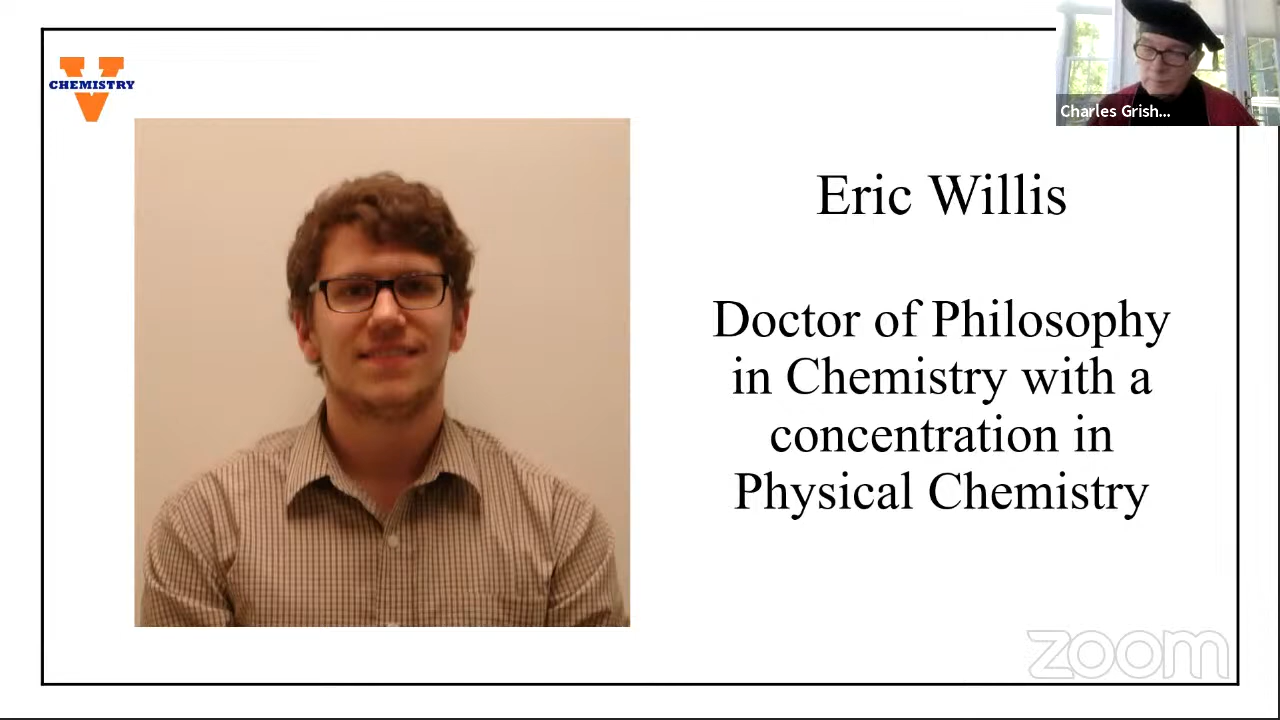 V
CHEMISTRY
Charles Grish...
Eric Willis
Doctor of Philosophy
in Chemistry with a
concentration in
Physical Chemistry
zoom